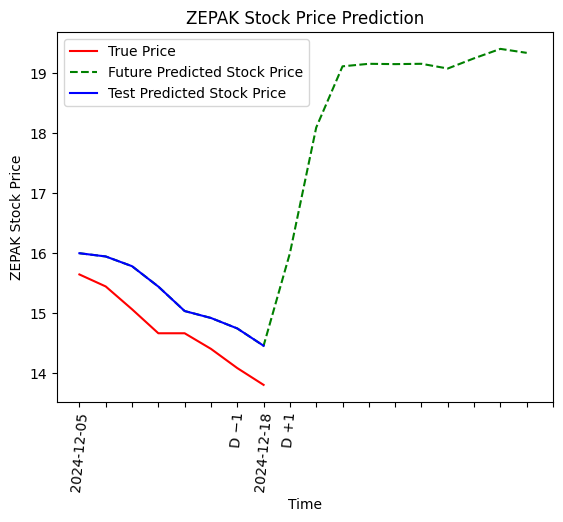 ZEPAK Stock Price Prediction
True Price
Future Predicted Stock Price
Test Predicted Stock Price
ZEPAK Stock Price
19
18
17
16
15
14
2024-12-05
D −1
2024-12-18
D +1
Time